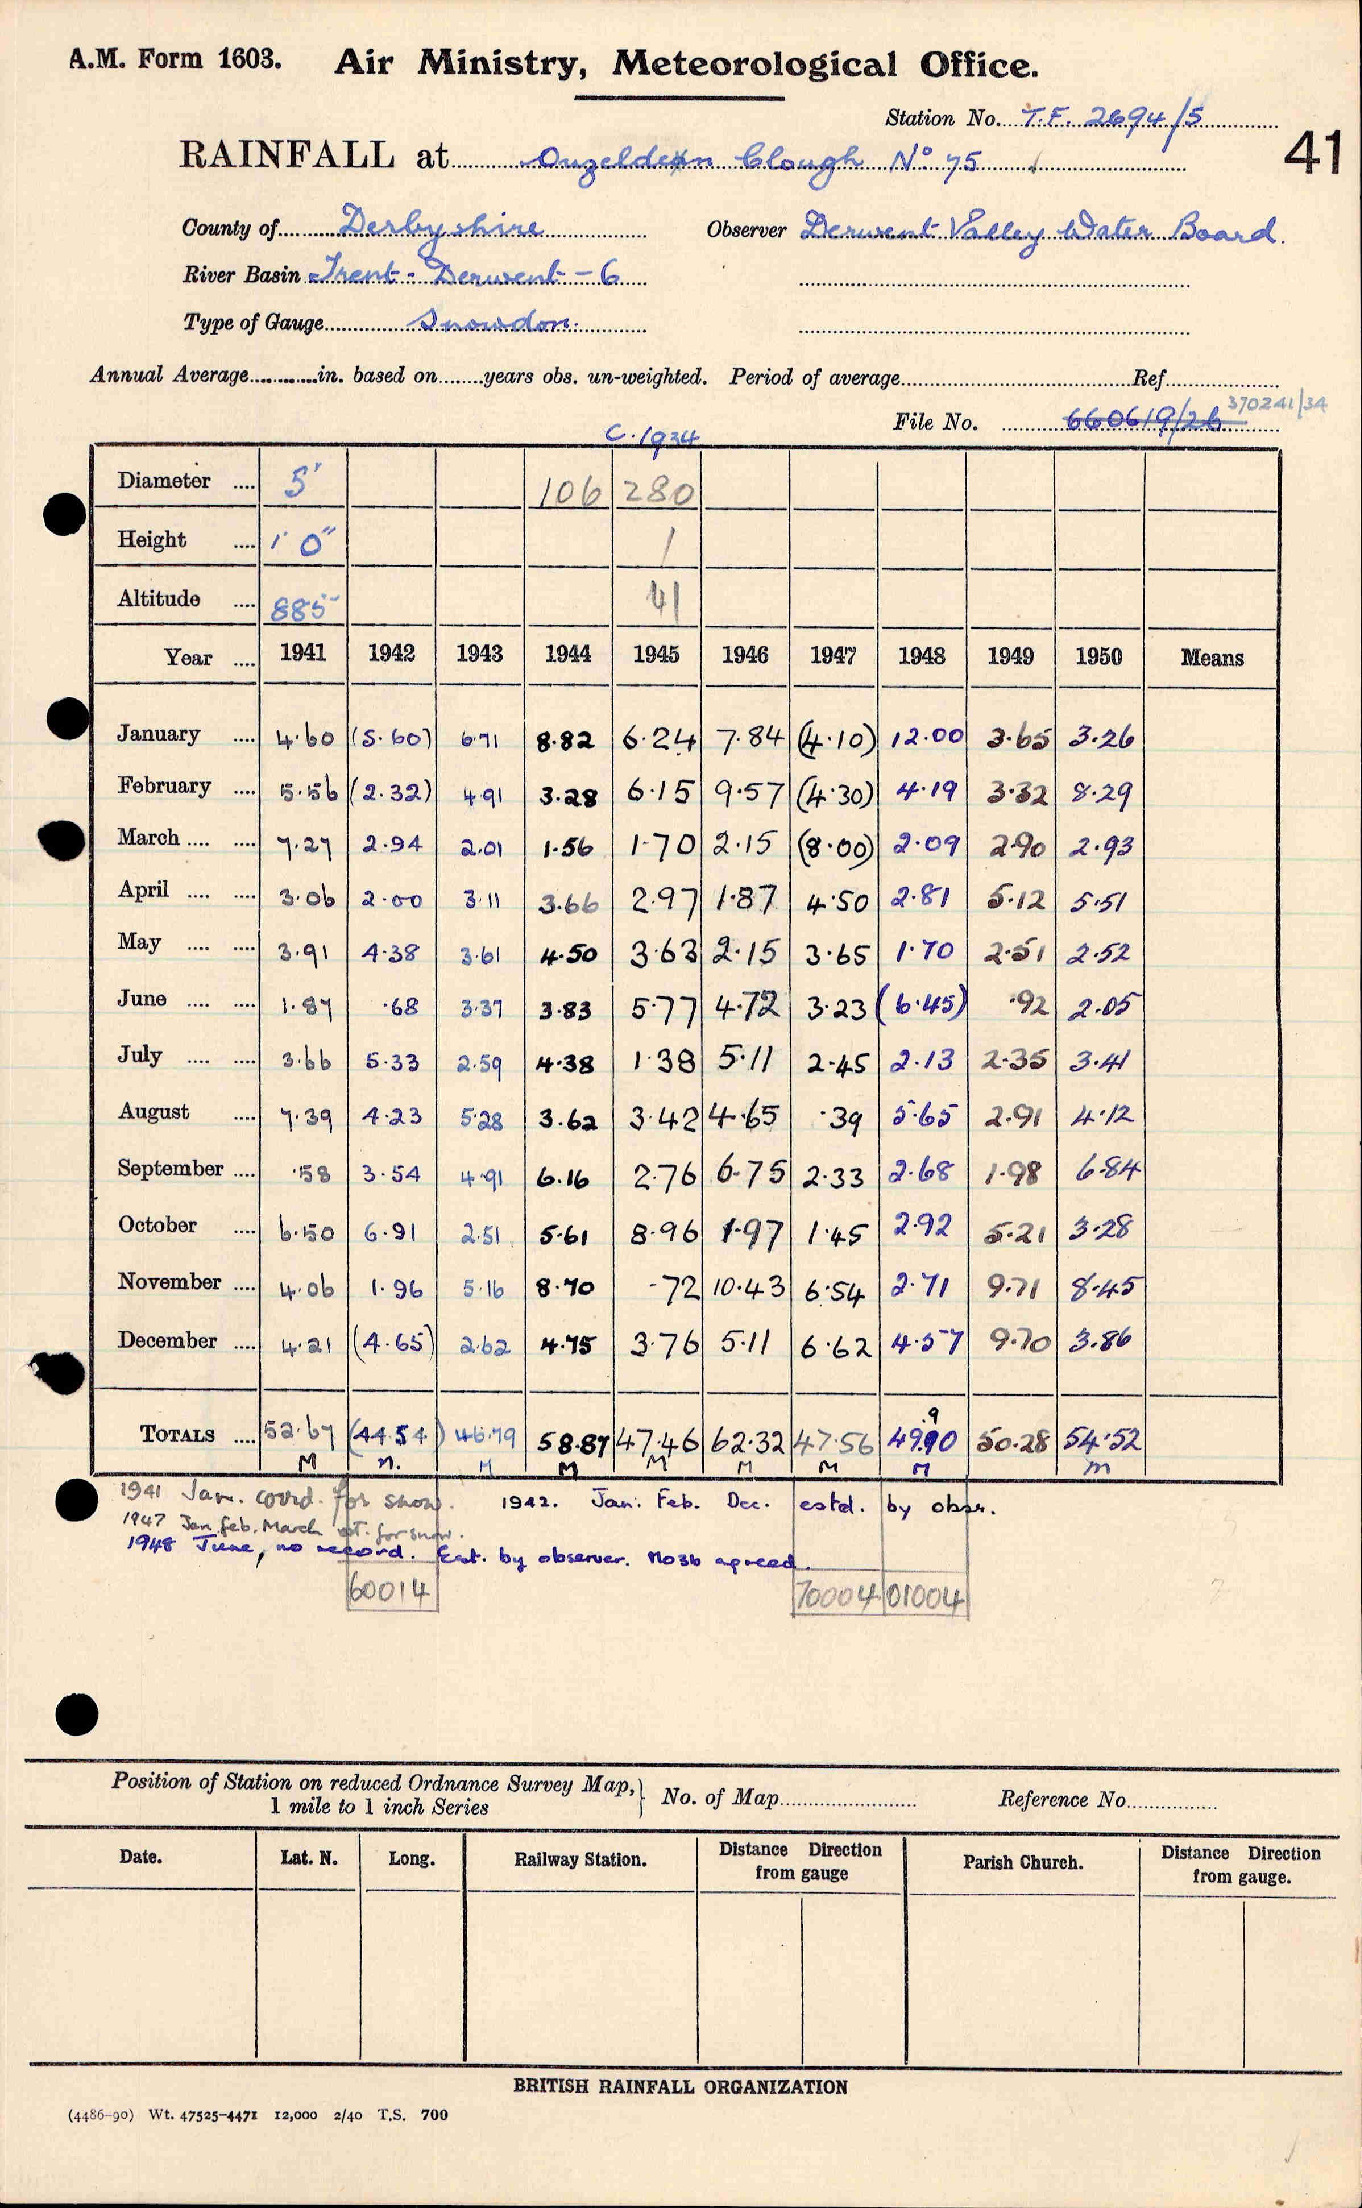 A.M. Form 1603. Air Ministry, Meteorological Office.
Station No. T.F. 2694/5
RAINFALL at Ougelden Clough No 75
41
County of Derbyshire Observer Derwent Valley Water Board.
River Basin Trent - Derwent - 6
Type of Gauge Snowdon.
Annual Average............in. based on........years obs. un-weighted. Period of average........ Ref........
370241/34
File No. 660619/26
C. 1934
Diameter .... 5" 106 280
Height .... 1' 0" 1
Altitude .... 885 41
Year .... 1941 1942 1943 1944 1945 1946 1947 1948 1949 1950 Means
January .... 4.60 (5.60) 6.71 8.82 6.24 7.84 (4.10) 12.00 3.65 3.26
February .... 5.56 (2.32) 4.91 3.28 6.15 9.57 (4.30) 4.19 3.32 8.29
March .... .... 7.27 2.94 2.01 1.56 1.70 2.15 (8.00) 2.09 2.90 2.93
April .... .... 3.06 2.00 3.11 3.66 2.97 1.87 4.50 2.81 5.12 5.51
May .... .... 3.91 4.38 3.61 4.50 3.63 2.15 3.65 1.70 2.51 2.52
June .... .... 1.87 .68 3.37 3.83 5.77 4.72 3.23 (6.45) .92 2.05
July .... .... 3.66 5.33 2.59 4.38 1.38 5.11 2.45 2.13 2.35 3.41
August .... 7.39 4.23 5.28 3.62 3.42 4.65 .39 5.65 2.91 4.12
September .... .58 3.54 4.91 6.16 2.76 6.75 2.33 2.68 1.98 6.84
October .... 6.50 6.91 2.51 5.61 8.96 1.97 1.45 2.92 5.21 3.28
November .... 4.06 1.96 5.16 8.70 .72 10.43 6.54 2.71 9.71 8.45
December .... 4.21 (4.65) 2.62 4.75 3.76 5.11 6.62 4.57 9.70 3.86
9
TOTALS .... 52.67 (44.54) 46.79 58.87 47.46 62.32 47.56 49.90 50.28 54.52
M M. M M M M M M M
1941 Jan. coord. for snow. 1942. Jan. Feb. Dec. estd. by obsr.
1947 Jan, feb, March est. for snow.
1948 June, no record. Est. by observer. Mo3b agreed.
60014 70004 01004
Position of Station on reduced Ordnance Survey Map, } No. of Map........ Reference No........
1 mile to 1 inch Series
Date. Lat. N. Long. Railway Station. Distance Direction from gauge Parish Church. Distance Direction from gauge.
BRITISH RAINFALL ORGANIZATION
(4486-90) Wt. 47525-4471 12,000 2/40 T.S. 700